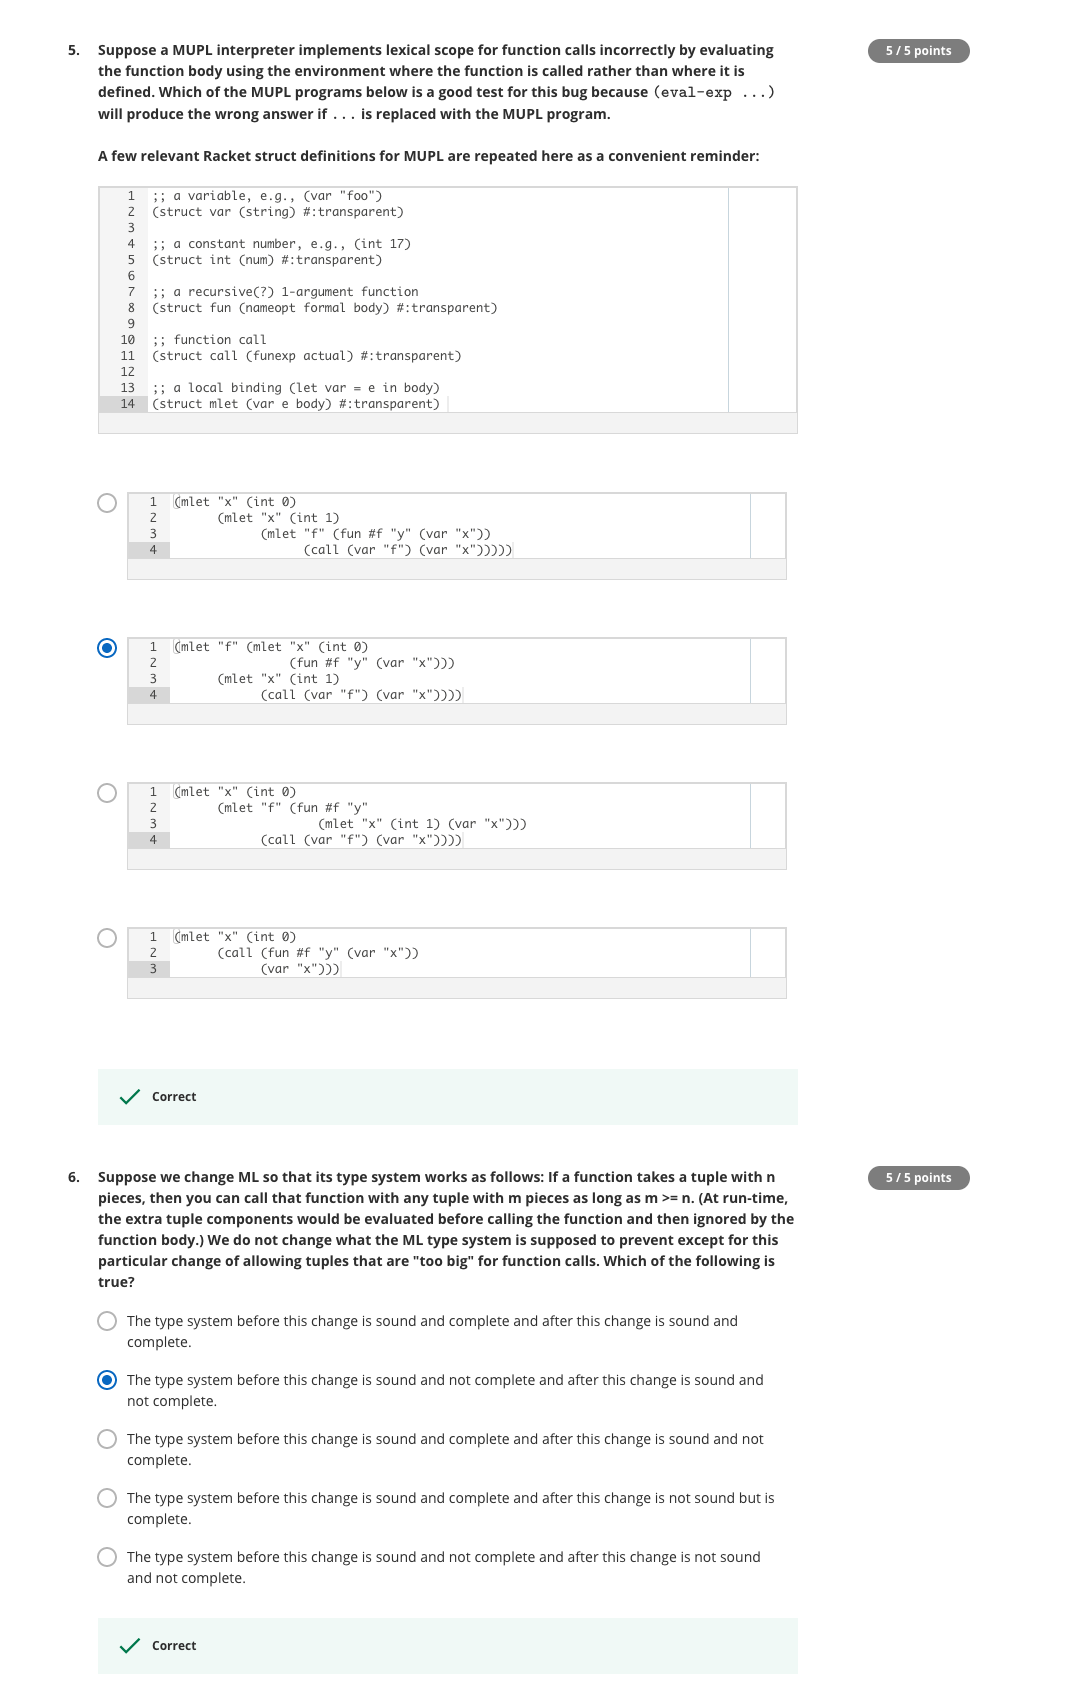 5. Suppose a MUPL interpreter implements lexical scope for function calls incorrectly by evaluating
5 / 5 points
the function body using the environment where the function is called rather than where it is
defined. Which of the MUPL programs below is a good test for this bug because (eval-exp ...)
will produce the wrong answer if ... is replaced with the MUPL program.
A few relevant Racket struct definitions for MUPL are repeated here as a convenient reminder:
1 ;; a variable, e.g., (var "foo")
2 (struct var (string) #:transparent)
3
4 ;; a constant number, e.g., (int 17)
5 (struct int (num) #:transparent)
6
7 ;; a recursive(?) 1-argument function
8 (struct fun (nameopt formal body) #:transparent)
9
10 ;; function call
11 (struct call (funexp actual) #:transparent)
12
13 ;; a local binding (let var = e in body)
14 (struct mlet (var e body) #:transparent)
1 (mlet "x" (int 0)
2 (mlet "x" (int 1)
3 (mlet "f" (fun #f "y" (var "x"))
4 (call (var "f") (var "x")))))
1 (mlet "f" (mlet "x" (int 0)
2 (fun #f "y" (var "x")))
3 (mlet "x" (int 1)
4 (call (var "f") (var "x"))))
1 (mlet "x" (int 0)
2 (mlet "f" (fun #f "y"
3 (mlet "x" (int 1) (var "x")))
4 (call (var "f") (var "x"))))
1 (mlet "x" (int 0)
2 (call (fun #f "y" (var "x"))
3 (var "x")))
Correct
6. Suppose we change ML so that its type system works as follows: If a function takes a tuple with n
5 / 5 points
pieces, then you can call that function with any tuple with m pieces as long as m >= n. (At run-time,
the extra tuple components would be evaluated before calling the function and then ignored by the
function body.) We do not change what the ML type system is supposed to prevent except for this
particular change of allowing tuples that are "too big" for function calls. Which of the following is
true?
The type system before this change is sound and complete and after this change is sound and
complete.
The type system before this change is sound and not complete and after this change is sound and
not complete.
The type system before this change is sound and complete and after this change is sound and not
complete.
The type system before this change is sound and complete and after this change is not sound but is
complete.
The type system before this change is sound and not complete and after this change is not sound
and not complete.
Correct